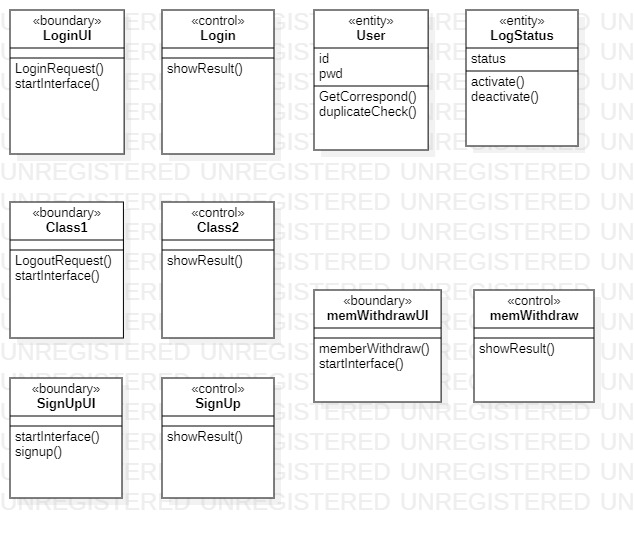 «boundary»
LoginUI
LoginRequest()
startInterface()
«control»
Login
showResult()
«entity»
User
id
pwd
GetCorrespond()
duplicateCheck()
«entity»
LogStatus
status
activate()
deactivate()
«boundary»
Class1
LogoutRequest()
startInterface()
«control»
Class2
showResult()
«boundary»
memWithdrawUI
memberWithdraw()
startInterface()
«control»
memWithdraw
showResult()
«boundary»
SignUpUI
startInterface()
signup()
«control»
SignUp
showResult()
UNREGISTERED UNREGISTERED UNREGISTERED UN